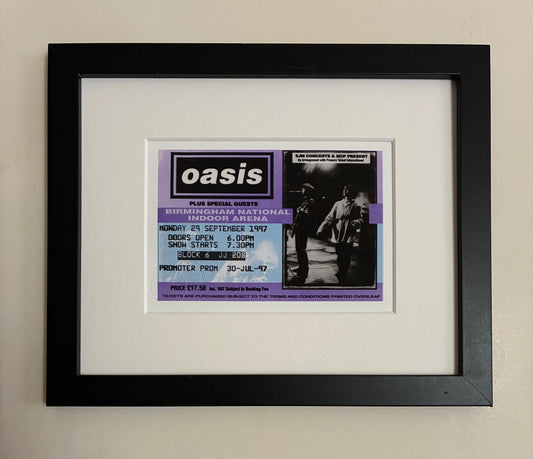 SJM CONCERTS & MCP PRESENT
by arrangement with Primary Talent International
oasis
PLUS SPECIAL GUESTS
BIRMINGHAM NATIONAL
INDOOR ARENA
MONDAY 29 SEPTEMBER 1997
DOORS OPEN 6.00PM
SHOW STARTS 7.30PM
BLOCK 6 JJ 208
PROMOTER PROM 30-JUL-97
PRICE £17.50 Inc. VAT Subject to Booking Fee
TICKETS ARE PURCHASED SUBJECT TO THE TERMS AND CONDITIONS PRINTED OVERLEAF